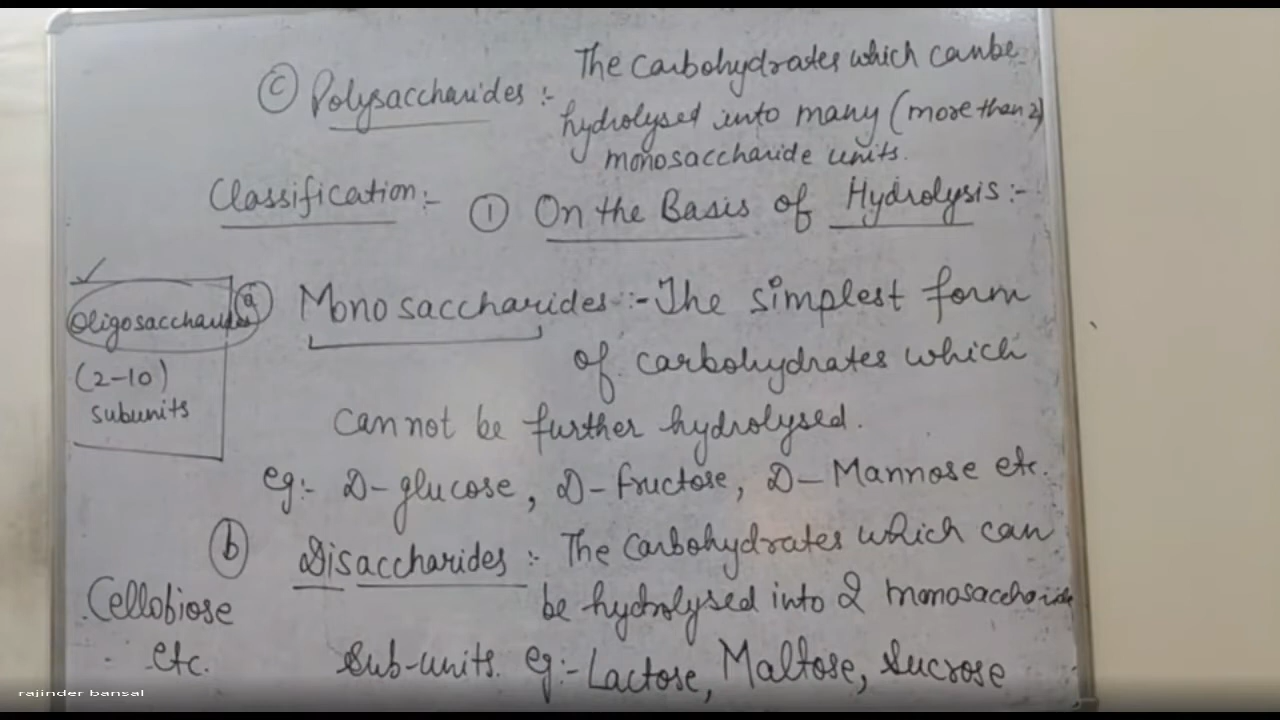 (c) Polysaccharides :- The Carbohydrates which can be
hydrolysed into many (more than 2)
monosaccharide units.
Classification:- (1) On the Basis of Hydrolysis:-
(a) Monosaccharides :- The simplest form
of carbohydrates which
cannot be further hydrolysed.
eg:- D-glucose, D-fructose, D-Mannose etc.
Oligosaccharides
(2-10)
subunits
(b) Disaccharides :- The Carbohydrates which can
be hydrolysed into 2 monosaccharide
Sub-units. eg:- Lactose, Maltose, Sucrose
Cellobiose
etc.
rajinder bansal